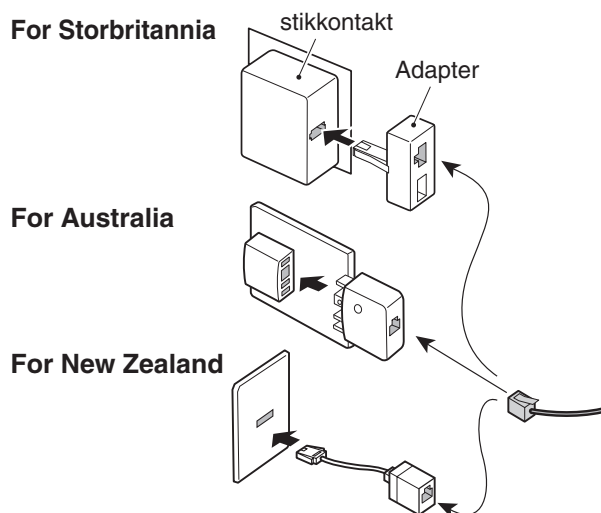 For Storbritannia
stikkontakt
Adapter
For Australia
For New Zealand